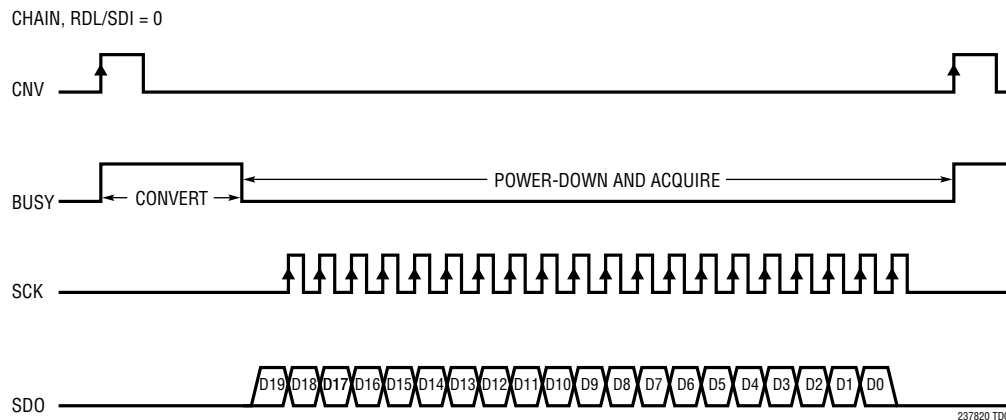 CHAIN, RDL/SDI = 0
CNV
BUSY
CONVERT
POWER-DOWN AND ACQUIRE
SCK
SDO
D19 D18 D17 D16 D15 D14 D13 D12 D11 D10 D9 D8 D7 D6 D5 D4 D3 D2 D1 D0